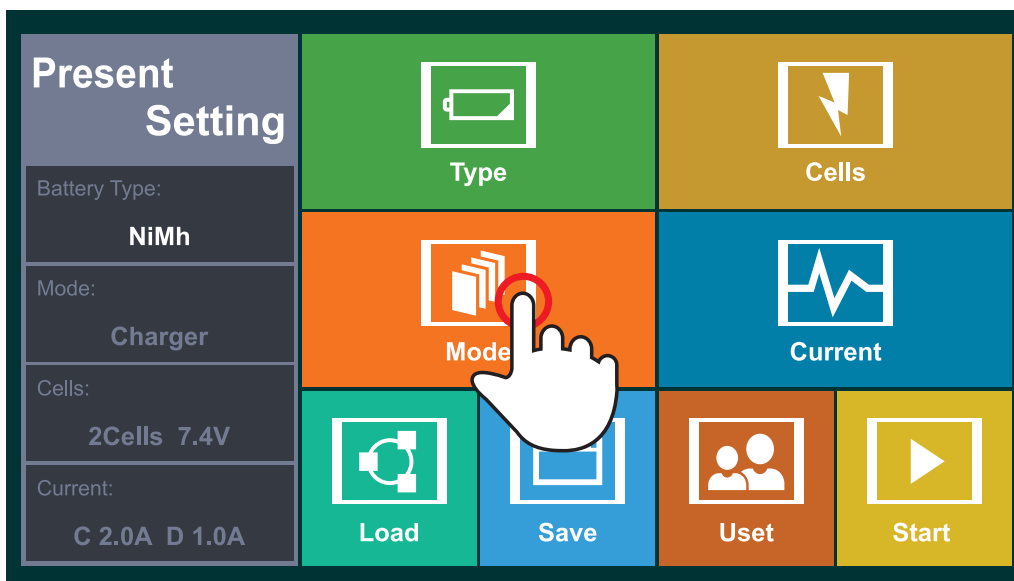 Present
Setting
Battery Type:
NiMh
Mode:
Charger
Cells:
2Cells 7.4V
Current:
C 2.0A D 1.0A
Type
Cells
Mode
Current
Load
Save
Uset
Start